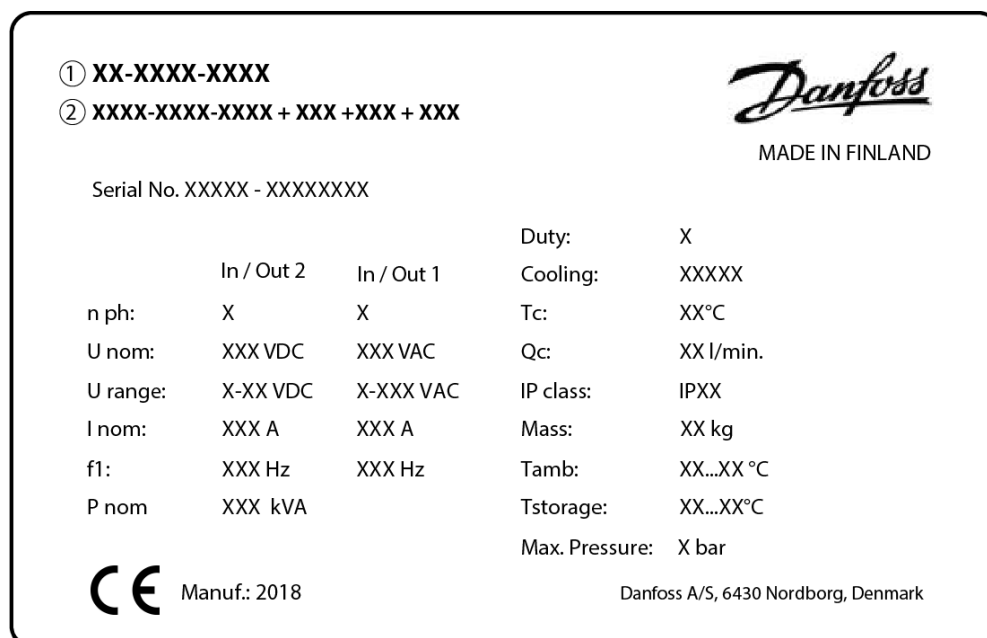 ① XX-XXXX-XXXX
② XXXX-XXXX-XXXX + XXX +XXX + XXX
Danfoss
MADE IN FINLAND
Serial No. XXXXX - XXXXXXXX
In / Out 2 In / Out 1
n ph: X X
U nom: XXX VDC XXX VAC
U range: X-XX VDC X-XXX VAC
I nom: XXX A XXX A
f1: XXX Hz XXX Hz
P nom XXX kVA
Duty: X
Cooling: XXXXX
Tc: XX°C
Qc: XX l/min.
IP class: IPXX
Mass: XX kg
Tamb: XX...XX °C
Tstorage: XX...XX°C
Max. Pressure: X bar
CE Manuf.: 2018
Danfoss A/S, 6430 Nordborg, Denmark